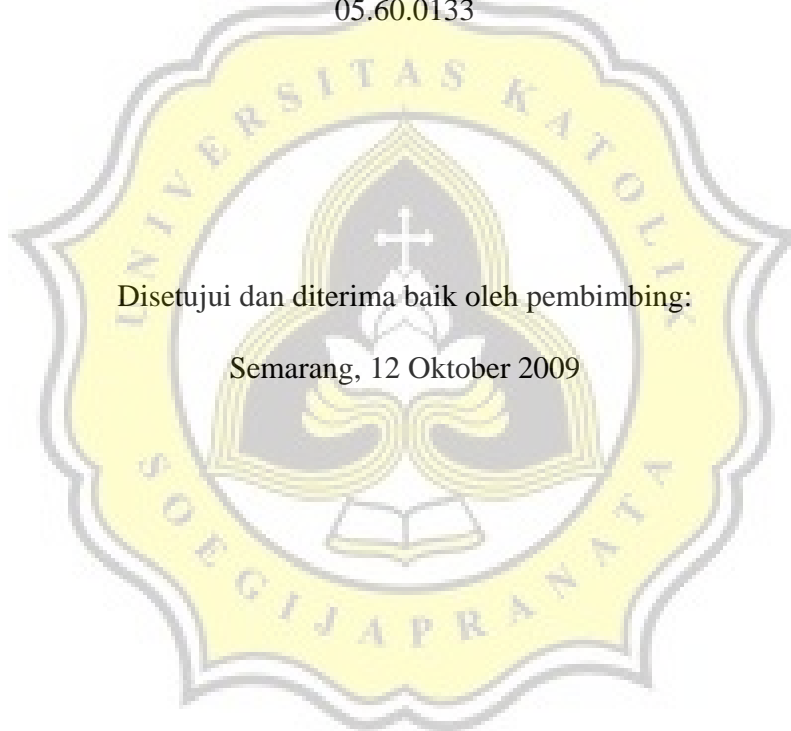 05.60.0133
UNIVERSITAS KATOLIK
Disetujui dan diterima baik oleh pembimbing:
Semarang, 12 Oktober 2009
SOEGIJAPRANATA